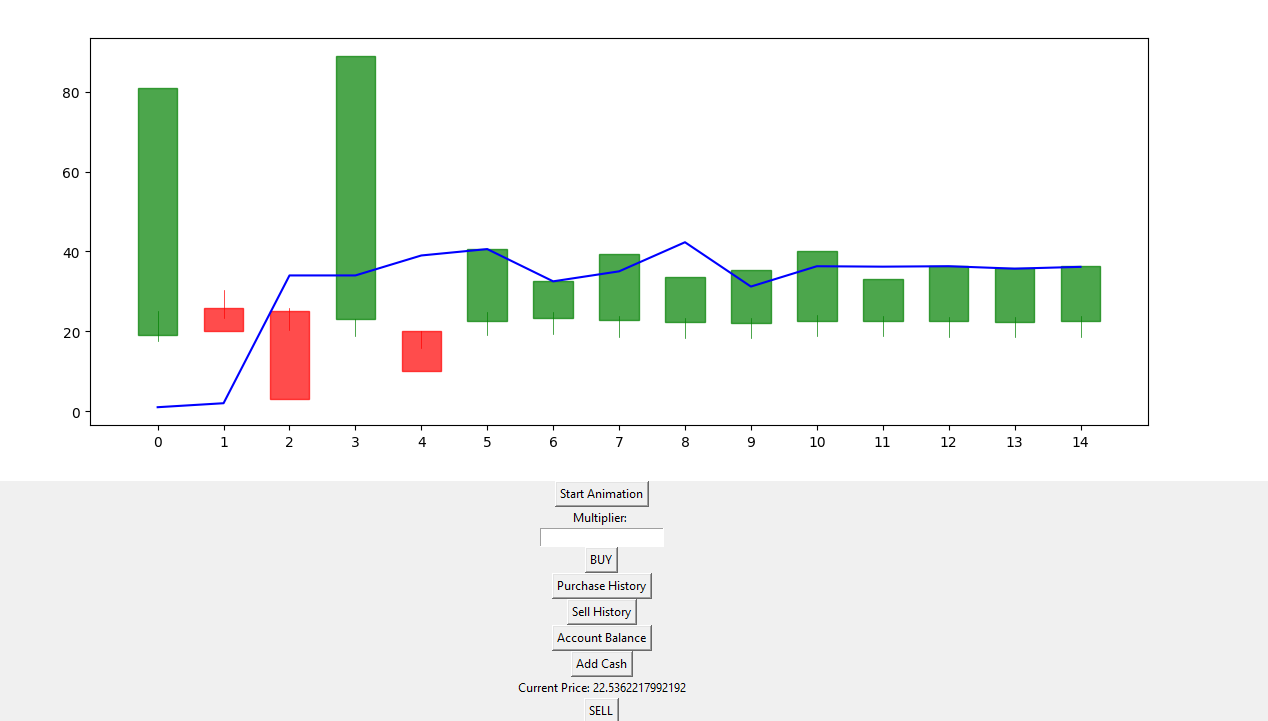 80
60
40
20
0
0 1 2 3 4 5 6 7 8 9 10 11 12 13 14
Start Animation
Multiplier:
BUY
Purchase History
Sell History
Account Balance
Add Cash
Current Price: 22.5362217992192
SELL